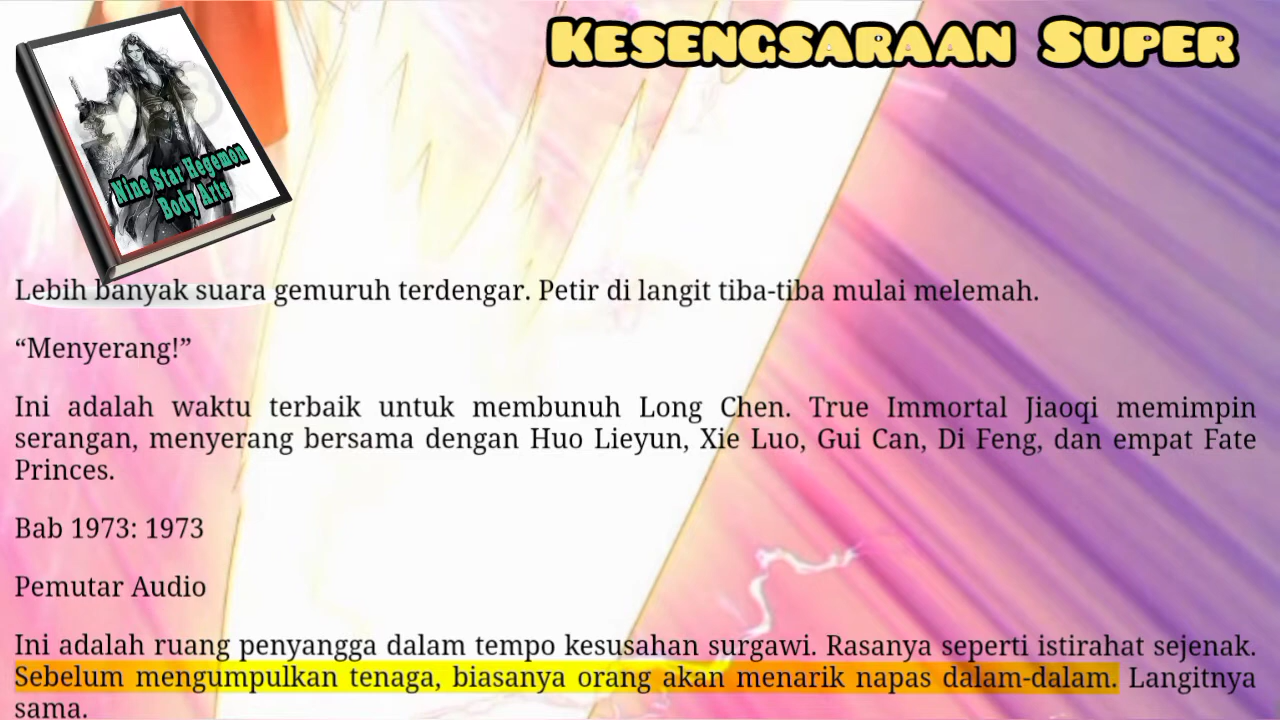 Kesengsaraan Super
Nine Star Hegemon
Body Arts
Lebih banyak suara gemuruh terdengar. Petir di langit tiba-tiba mulai melemah.
“Menyerang!”
Ini adalah waktu terbaik untuk membunuh Long Chen. True Immortal Jiaoqi memimpin
serangan, menyerang bersama dengan Huo Lieyun, Xie Luo, Gui Can, Di Feng, dan empat Fate
Princes.
Bab 1973: 1973
Pemutar Audio
Ini adalah ruang penyangga dalam tempo kesusahan surgawi. Rasanya seperti istirahat sejenak.
Sebelum mengumpulkan tenaga, biasanya orang akan menarik napas dalam-dalam. Langitnya
sama.